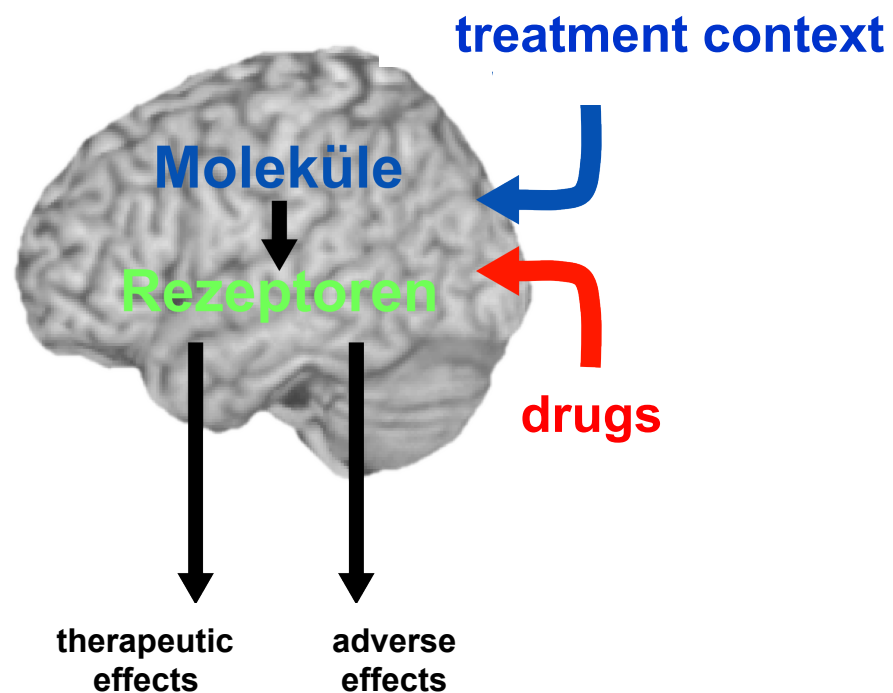 treatment context
Moleküle
Rezeptoren
drugs
therapeutic
effects
adverse
effects